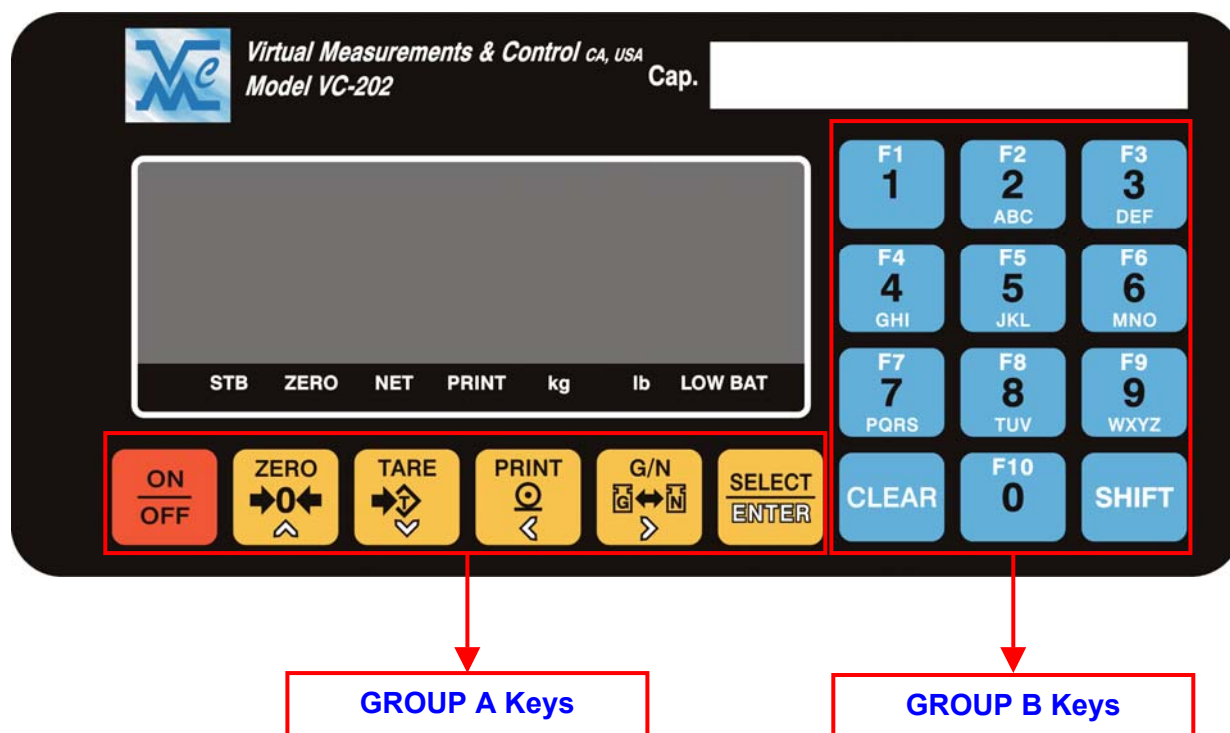 VMC
Virtual Measurements & Control CA, USA
Model VC-202
Cap.
STB ZERO NET PRINT kg lb LOW BAT
ON
OFF
ZERO
0
TARE
T
PRINT
G/N
G N
SELECT
ENTER
F1
1
F2
2
ABC
F3
3
DEF
F4
4
GHI
F5
5
JKL
F6
6
MNO
F7
7
PQRS
F8
8
TUV
F9
9
WXYZ
CLEAR
F10
0
SHIFT
GROUP A Keys
GROUP B Keys